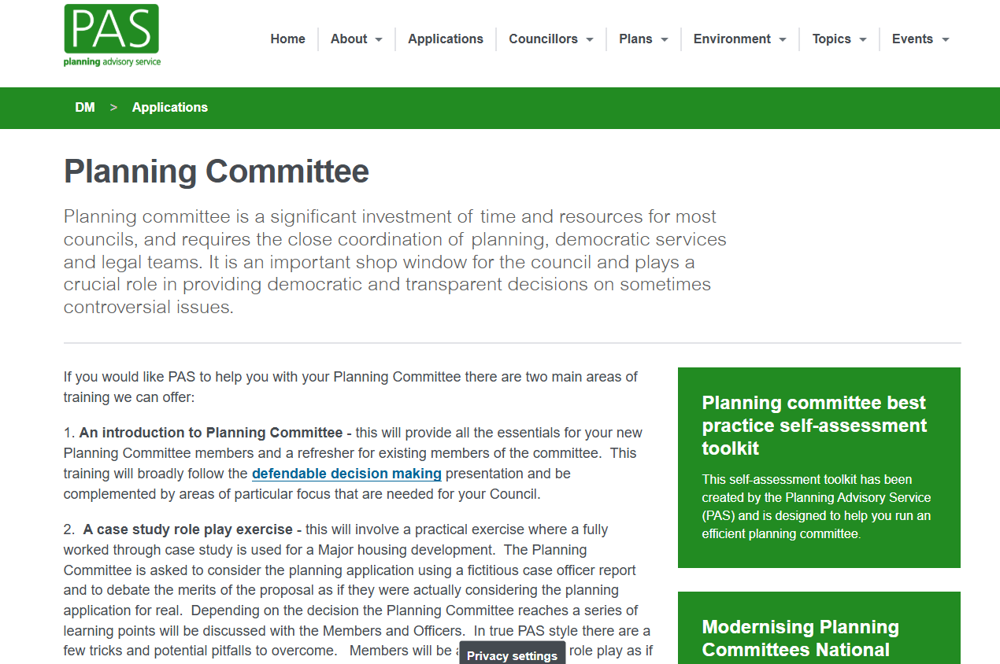 PAS
planning advisory service
Home
About
Applications
Councillors
Plans
Environment
Topics
Events
DM > Applications
Planning Committee
Planning committee is a significant investment of time and resources for most
councils, and requires the close coordination of planning, democratic services
and legal teams. It is an important shop window for the council and plays a
crucial role in providing democratic and transparent decisions on sometimes
controversial issues.
If you would like PAS to help you with your Planning Committee there are two main areas of
training we can offer:
1. An introduction to Planning Committee - this will provide all the essentials for your new
Planning Committee members and a refresher for existing members of the committee.  This
training will broadly follow the defendable decision making presentation and be
complemented by areas of particular focus that are needed for your Council.
2.  A case study role play exercise - this will involve a practical exercise where a fully
worked through case study is used for a Major housing development.  The Planning
Committee is asked to consider the planning application using a fictitious case officer report
and to debate the merits of the proposal as if they were actually considering the planning
application for real.  Depending on the decision the Planning Committee reaches a series of
learning points will be discussed with the Members and Officers.  In true PAS style there are a
few tricks and potential pitfalls to overcome.   Members will be role play as if
Privacy settings
Planning committee best
practice self-assessment
toolkit
This self-assessment toolkit has been
created by the Planning Advisory Service
(PAS) and is designed to help you run an
efficient planning committee.
Modernising Planning
Committees National